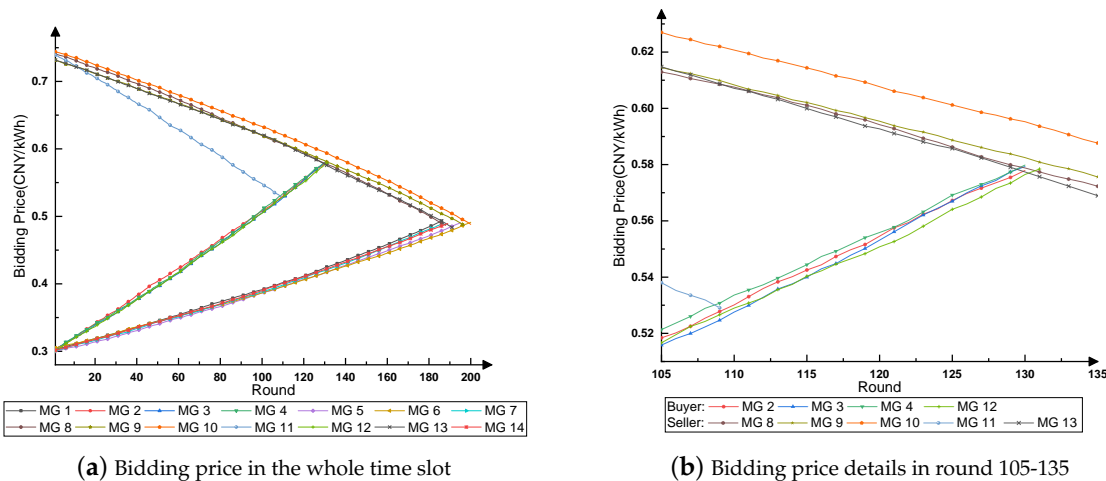 Bidding Price(CNY/kWh)
0.7
0.6
0.5
0.4
0.3
20 40 60 80 100 120 140 160 180 200
Round
MG 1 MG 2 MG 3 MG 4 MG 5 MG 6 MG 7
MG 8 MG 9 MG 10 MG 11 MG 12 MG 13 MG 14
(a) Bidding price in the whole time slot
Bidding Price(CNY/kWh)
0.62
0.60
0.58
0.56
0.54
0.52
105 110 115 120 125 130 135
Round
Buyer: MG 2 MG 3 MG 4 MG 12
Seller: MG 8 MG 9 MG 10 MG 11 MG 13
(b) Bidding price details in round 105-135